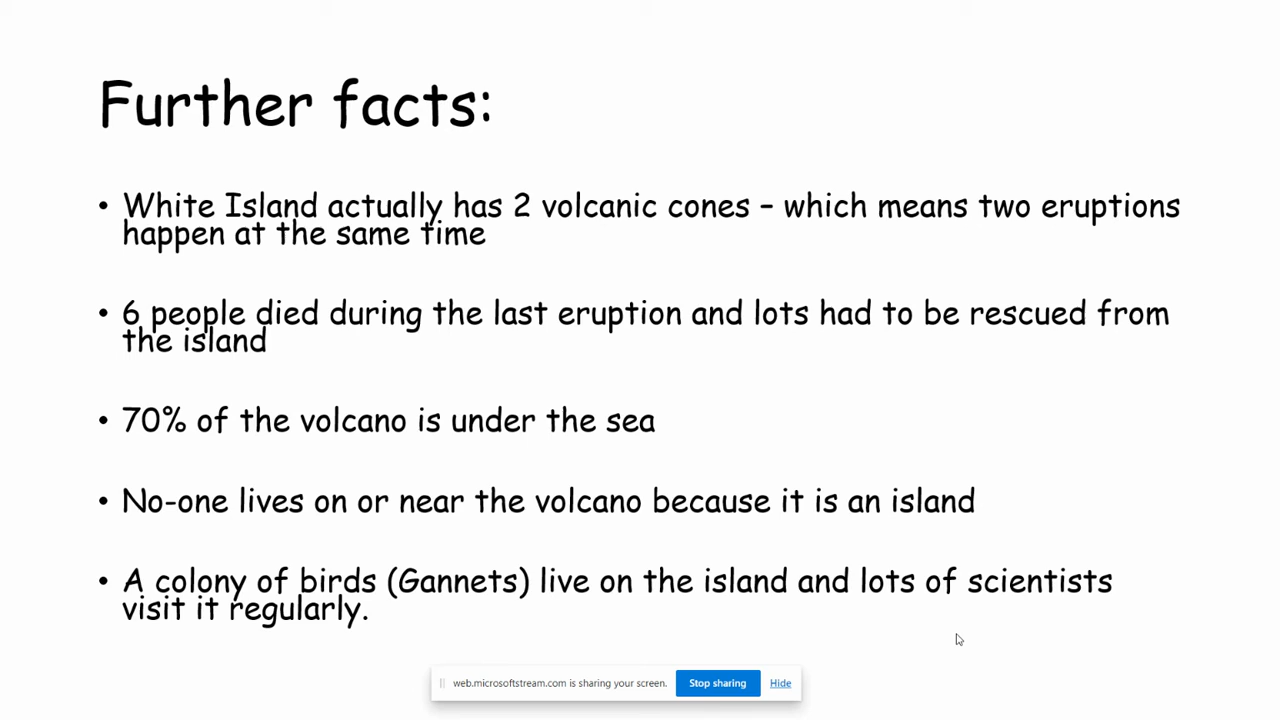 Further facts:
• White Island actually has 2 volcanic cones – which means two eruptions
happen at the same time
• 6 people died during the last eruption and lots had to be rescued from
the island
• 70% of the volcano is under the sea
• No-one lives on or near the volcano because it is an island
• A colony of birds (Gannets) live on the island and lots of scientists
visit it regularly.
web.microsoftstream.com is sharing your screen. Stop sharing Hide